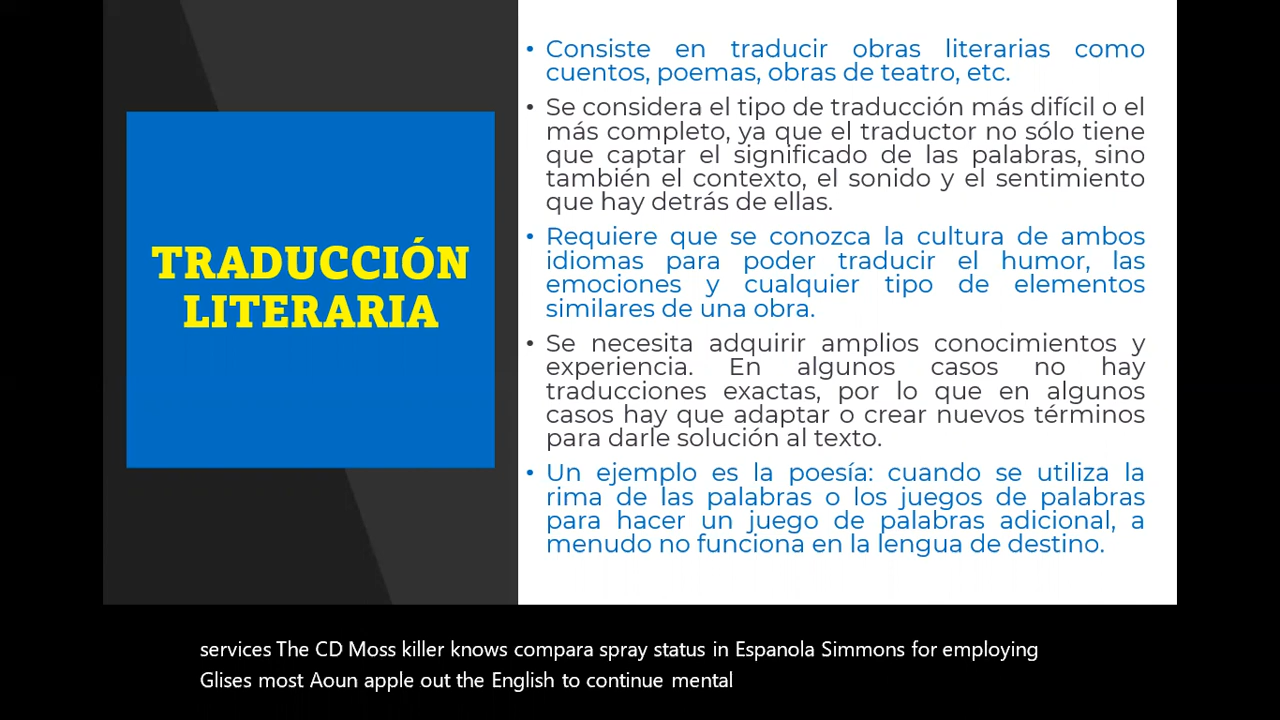 TRADUCCIÓN
LITERARIA
• Consiste en traducir obras literarias como
cuentos, poemas, obras de teatro, etc.
• Se considera el tipo de traducción más difícil o el
más completo, ya que el traductor no sólo tiene
que captar el significado de las palabras, sino
también el contexto, el sonido y el sentimiento
que hay detrás de ellas.
• Requiere que se conozca la cultura de ambos
idiomas para poder traducir el humor, las
emociones y cualquier tipo de elementos
similares de una obra.
• Se necesita adquirir amplios conocimientos y
experiencia. En algunos casos no hay
traducciones exactas, por lo que en algunos
casos hay que adaptar o crear nuevos términos
para darle solución al texto.
• Un ejemplo es la poesía: cuando se utiliza la
rima de las palabras o los juegos de palabras
para hacer un juego de palabras adicional, a
menudo no funciona en la lengua de destino.
services The CD Moss killer knows compara spray status in Espanola Simmons for employing
Glises most Aoun apple out the English to continue mental